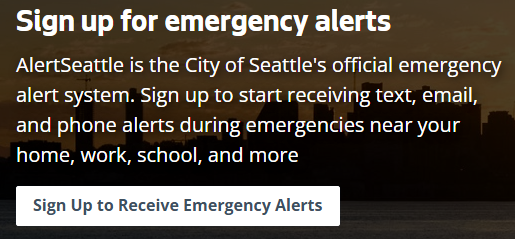 Sign up for emergency alerts
AlertSeattle is the City of Seattle's official emergency
alert system. Sign up to start receiving text, email,
and phone alerts during emergencies near your
home, work, school, and more
Sign Up to Receive Emergency Alerts